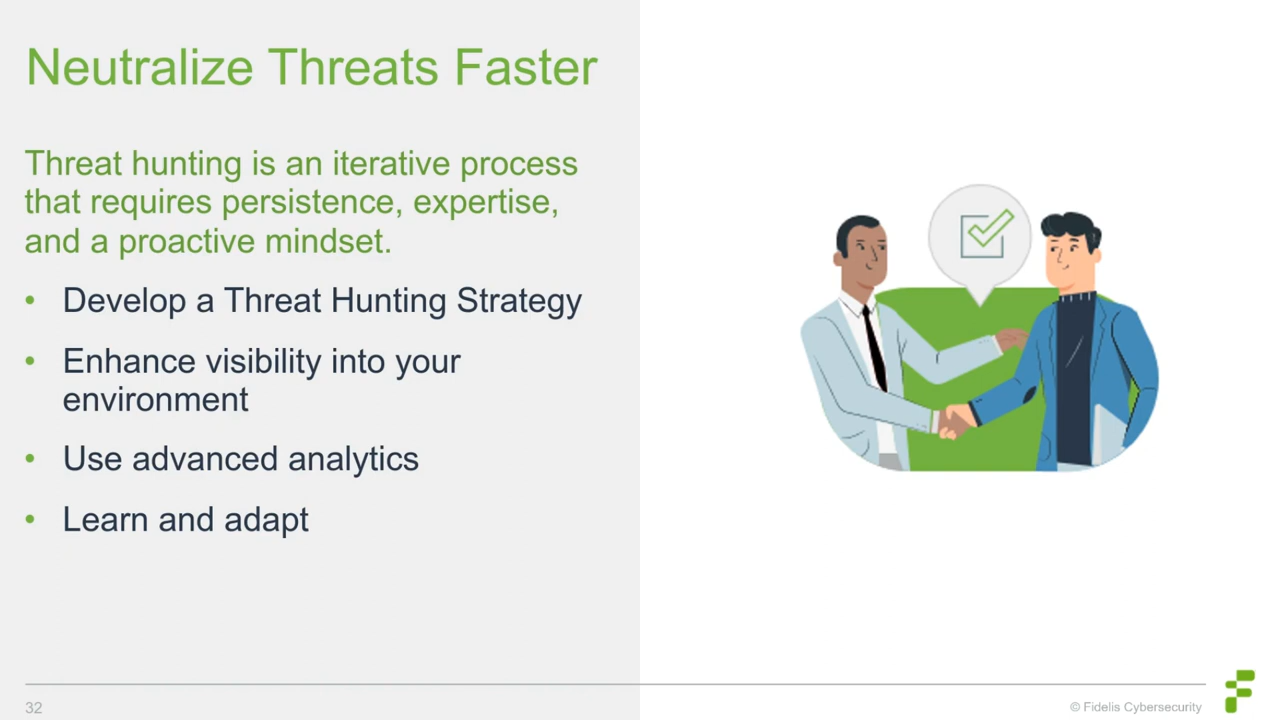 Neutralize Threats Faster
Threat hunting is an iterative process
that requires persistence, expertise,
and a proactive mindset.
• Develop a Threat Hunting Strategy
• Enhance visibility into your
environment
• Use advanced analytics
• Learn and adapt
32
© Fidelis Cybersecurity